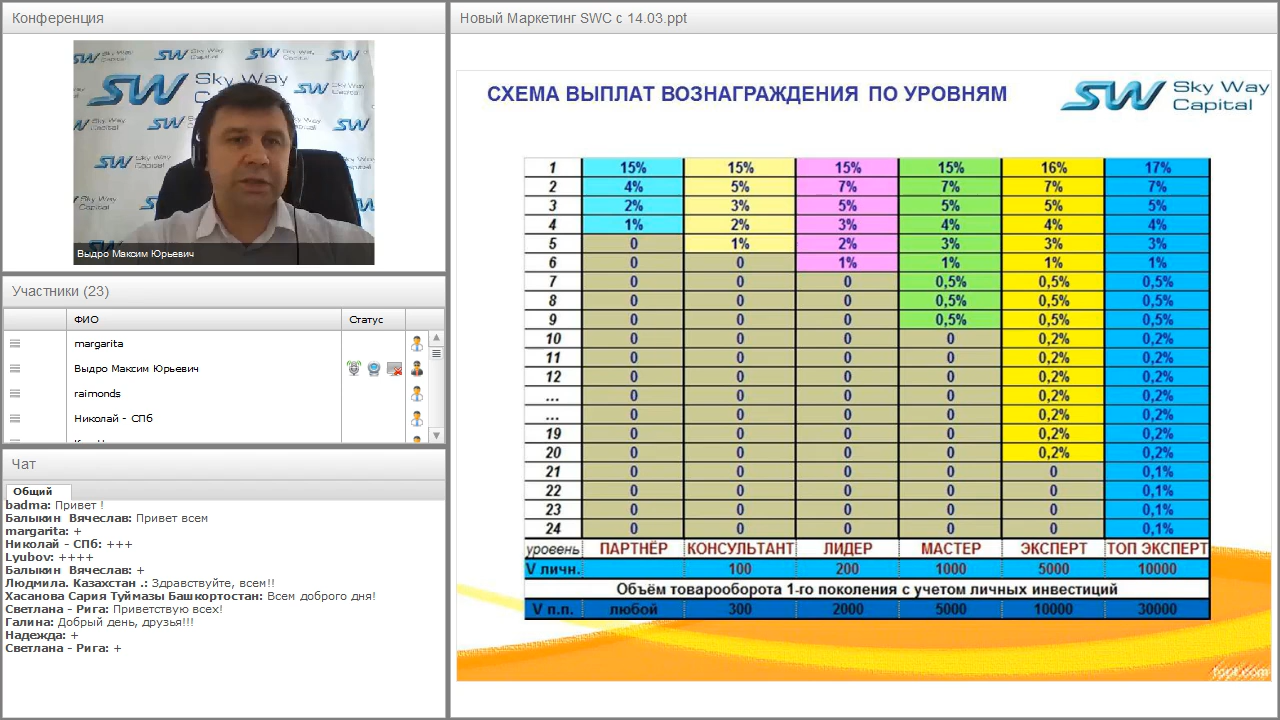 Конференция
SW Sky Way Capital
Выдро Максим Юрьевич
Участники (23)
ФИО Статус
margarita
Выдро Максим Юрьевич
raimonds
Николай - СПб
Чат
Общий
badma: Привет !
Балыкин Вячеслав: Привет всем
margarita: +
Николай - СПб: +++
Lyubov: ++++
Балыкин Вячеслав: +
Людмила. Казахстан .: Здравствуйте, всем!!
Хасанова Сария Туймазы Башкортостан: Всем доброго дня!
Светлана - Рига: Приветствую всех!
Галина: Добрый день, друзья!!!
Надежда: +
Светлана - Рига: +
Новый Маркетинг SWC с 14.03.ppt
СХЕМА ВЫПЛАТ ВОЗНАГРАЖДЕНИЯ ПО УРОВНЯМ
SW Sky Way Capital
1 15% 15% 15% 15% 16% 17%
2 4% 5% 7% 7% 7% 7%
3 2% 3% 5% 5% 5% 5%
4 1% 2% 3% 4% 4% 4%
5 0 1% 2% 3% 3% 3%
6 0 0 1% 1% 1% 1%
7 0 0 0 0,5% 0,5% 0,5%
8 0 0 0 0,5% 0,5% 0,5%
9 0 0 0 0,5% 0,5% 0,5%
10 0 0 0 0 0,2% 0,2%
11 0 0 0 0 0,2% 0,2%
12 0 0 0 0 0,2% 0,2%
... 0 0 0 0 0,2% 0,2%
... 0 0 0 0 0,2% 0,2%
19 0 0 0 0 0,2% 0,2%
20 0 0 0 0 0,2% 0,2%
21 0 0 0 0 0 0,1%
22 0 0 0 0 0 0,1%
23 0 0 0 0 0 0,1%
24 0 0 0 0 0 0,1%
уровень ПАРТНЁР КОНСУЛЬТАНТ ЛИДЕР МАСТЕР ЭКСПЕРТ ТОП ЭКСПЕРТ
V личн. 100 200 1000 5000 10000
Объём товарооборота 1-го поколения с учетом личных инвестиций
V п.п. любой 300 2000 5000 10000 30000
fppt.com